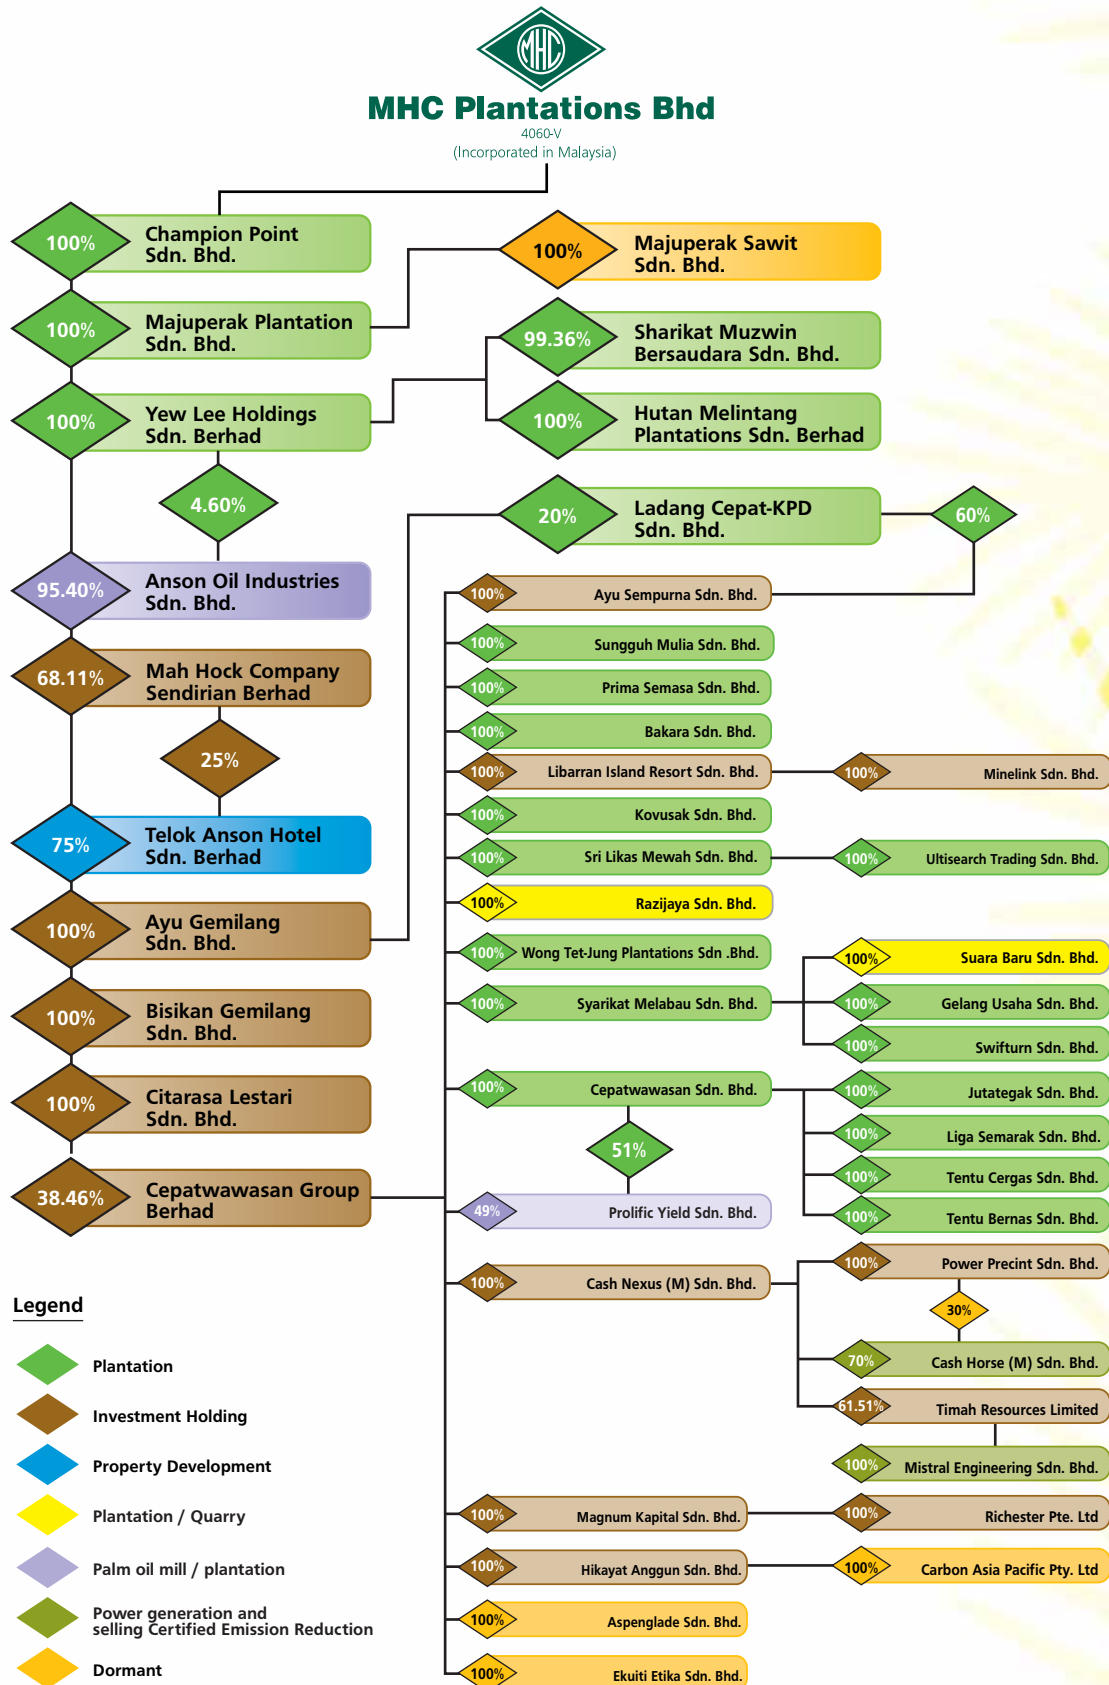 MHC
MHC Plantations Bhd
4060-V
(Incorporated in Malaysia)
100%
Champion Point
Sdn. Bhd.
100%
Majuperak Plantation
Sdn. Bhd.
100%
Majuperak Sawit
Sdn. Bhd.
100%
Yew Lee Holdings
Sdn. Berhad
99.36%
Sharikat Muzwin
Bersaudara Sdn. Bhd.
100%
Hutan Melintang
Plantations Sdn. Berhad
4.60%
95.40%
Anson Oil Industries
Sdn. Bhd.
20%
Ladang Cepat-KPD
Sdn. Bhd.
60%
68.11%
Mah Hock Company
Sendirian Berhad
25%
75%
Telok Anson Hotel
Sdn. Berhad
100%
Ayu Gemilang
Sdn. Bhd.
100%
Bisikan Gemilang
Sdn. Bhd.
100%
Citarasa Lestari
Sdn. Bhd.
38.46%
Cepatwawasan Group
Berhad
100%
Ayu Sempurna Sdn. Bhd.
100%
Sungguh Mulia Sdn. Bhd.
100%
Prima Semasa Sdn. Bhd.
100%
Bakara Sdn. Bhd.
100%
Libarran Island Resort Sdn. Bhd.
100%
Minelink Sdn. Bhd.
100%
Kovusak Sdn. Bhd.
100%
Sri Likas Mewah Sdn. Bhd.
100%
Ultisearch Trading Sdn. Bhd.
100%
Razijaya Sdn. Bhd.
100%
Wong Tet-Jung Plantations Sdn .Bhd.
100%
Syarikat Melabau Sdn. Bhd.
100%
Suara Baru Sdn. Bhd.
100%
Gelang Usaha Sdn. Bhd.
100%
Swifturn Sdn. Bhd.
100%
Cepatwawasan Sdn. Bhd.
100%
Jutategak Sdn. Bhd.
100%
Liga Semarak Sdn. Bhd.
100%
Tentu Cergas Sdn. Bhd.
100%
Tentu Bernas Sdn. Bhd.
51%
49%
Prolific Yield Sdn. Bhd.
100%
Cash Nexus (M) Sdn. Bhd.
100%
Power Precint Sdn. Bhd.
30%
70%
Cash Horse (M) Sdn. Bhd.
61.51%
Timah Resources Limited
100%
Mistral Engineering Sdn. Bhd.
100%
Magnum Kapital Sdn. Bhd.
100%
Richester Pte. Ltd
100%
Hikayat Anggun Sdn. Bhd.
100%
Carbon Asia Pacific Pty. Ltd
100%
Aspenglade Sdn. Bhd.
100%
Ekuiti Etika Sdn. Bhd.
Legend
Plantation
Investment Holding
Property Development
Plantation / Quarry
Palm oil mill / plantation
Power generation and
selling Certified Emission Reduction
Dormant